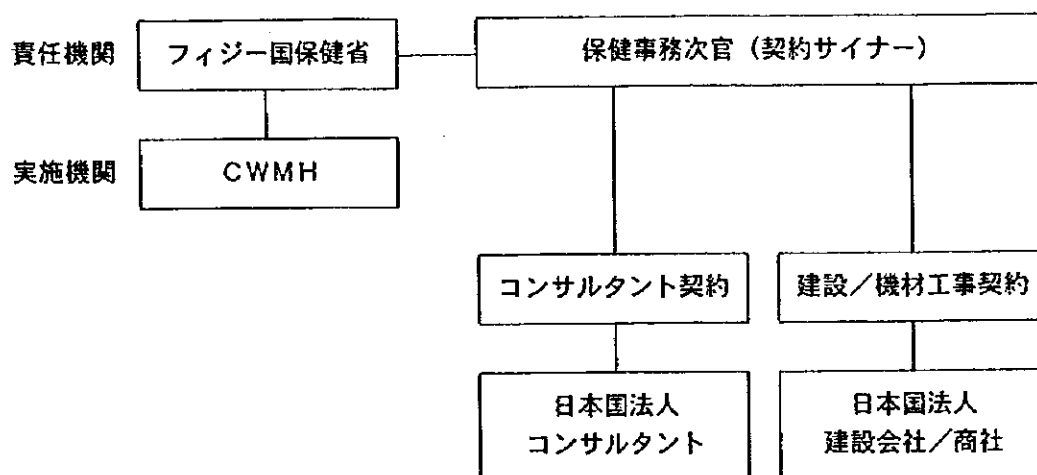 責任機関
フィジー国保健省
保健事務次官（契約サイナー）
実施機関
ＣＷＭＨ
コンサルタント契約
建設／機材工事契約
日本国法人
コンサルタント
日本国法人
建設会社／商社